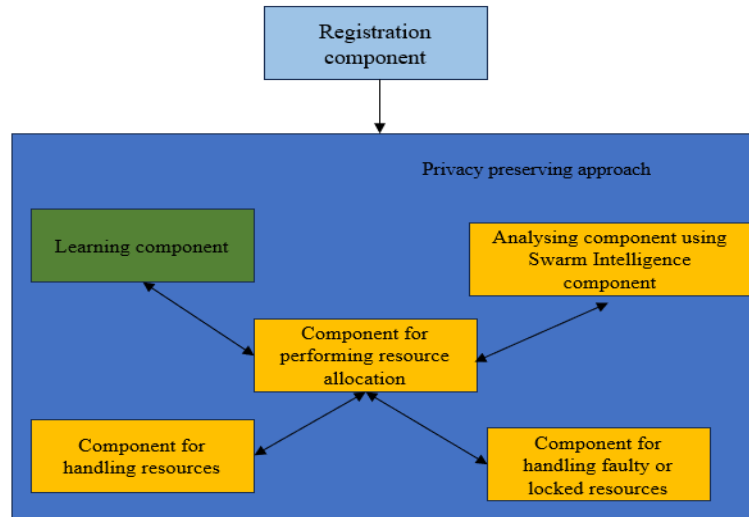 Registration
component
Privacy preserving approach
Learning component
Analysing component using
Swarm Intelligence
component
Component for
performing resource
allocation
Component for
handling resources
Component for
handling faulty or
locked resources